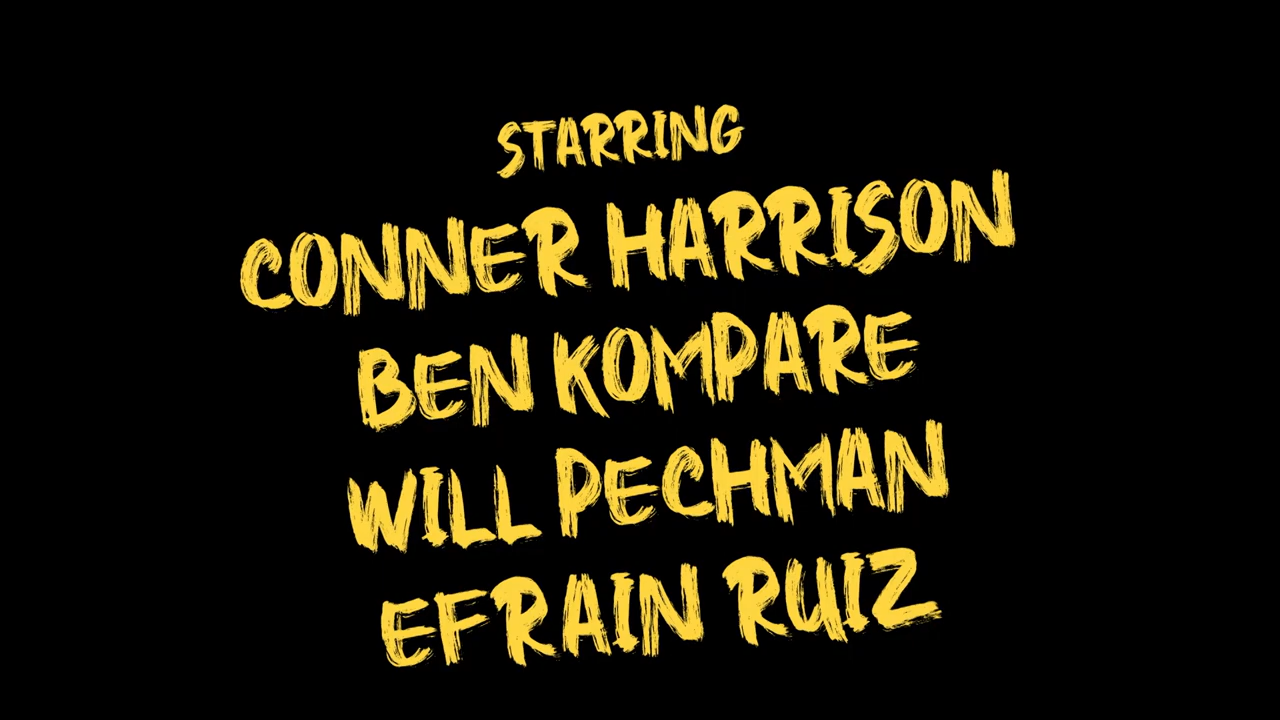 STARRING
CONNER HARRISON
BEN KOMPARE
WILL PECHMAN
EFRAIN RUIZ